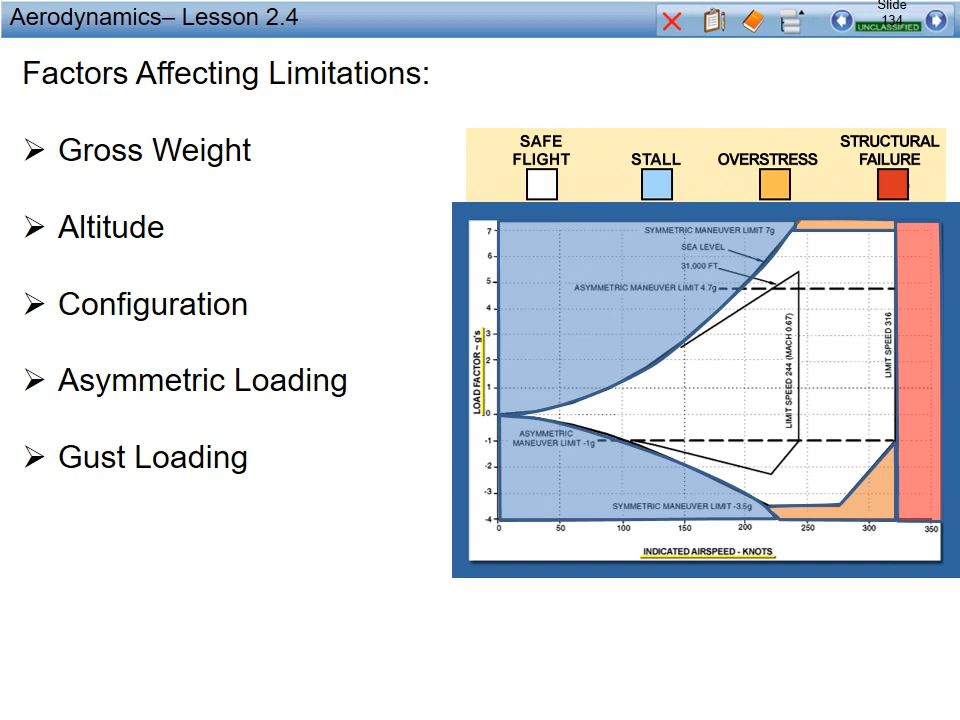 Aerodynamics– Lesson 2.4
Slide
134
UNCLASSIFIED
Factors Affecting Limitations:
➢ Gross Weight
➢ Altitude
➢ Configuration
➢ Asymmetric Loading
➢ Gust Loading
SAFE
FLIGHT
STALL
OVERSTRESS
STRUCTURAL
FAILURE
SYMMETRIC MANEUVER LIMIT 7g
SEA LEVEL
31,000 FT
ASYMMETRIC MANEUVER LIMIT 4.7g
LIMIT SPEED 244 (MACH 0.67)
LIMIT SPEED 316
ASYMMETRIC
MANEUVER LIMIT -1g
SYMMETRIC MANEUVER LIMIT -3.5g
LOAD FACTOR – g's
7
6
5
4
3
2
1
0
-1
-2
-3
-4
0 50 100 150 200 250 300 350
INDICATED AIRSPEED - KNOTS